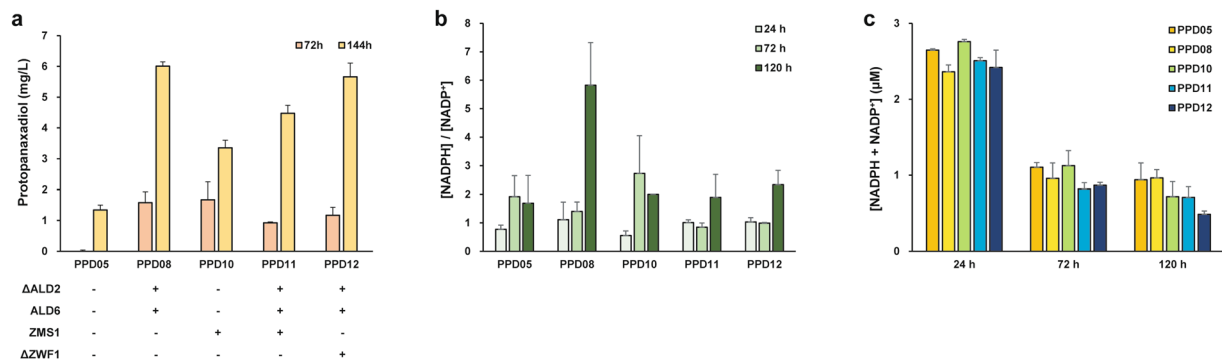 a
Protopanaxadiol (mg/L)
72h 144h
7
6
5
4
3
2
1
0
PPD05 PPD08 PPD10 PPD11 PPD12
ΔALD2 - + - + +
ALD6 - + - + +
ZMS1 - - + + -
ΔZWF1 - - - - +
b
[NADPH] / [NADP⁺]
24 h
72 h
120 h
8
7
6
5
4
3
2
1
0
PPD05 PPD08 PPD10 PPD11 PPD12
c
[NADPH + NADP⁺] (μM)
PPD05
PPD08
PPD10
PPD11
PPD12
3
2
1
0
24 h 72 h 120 h